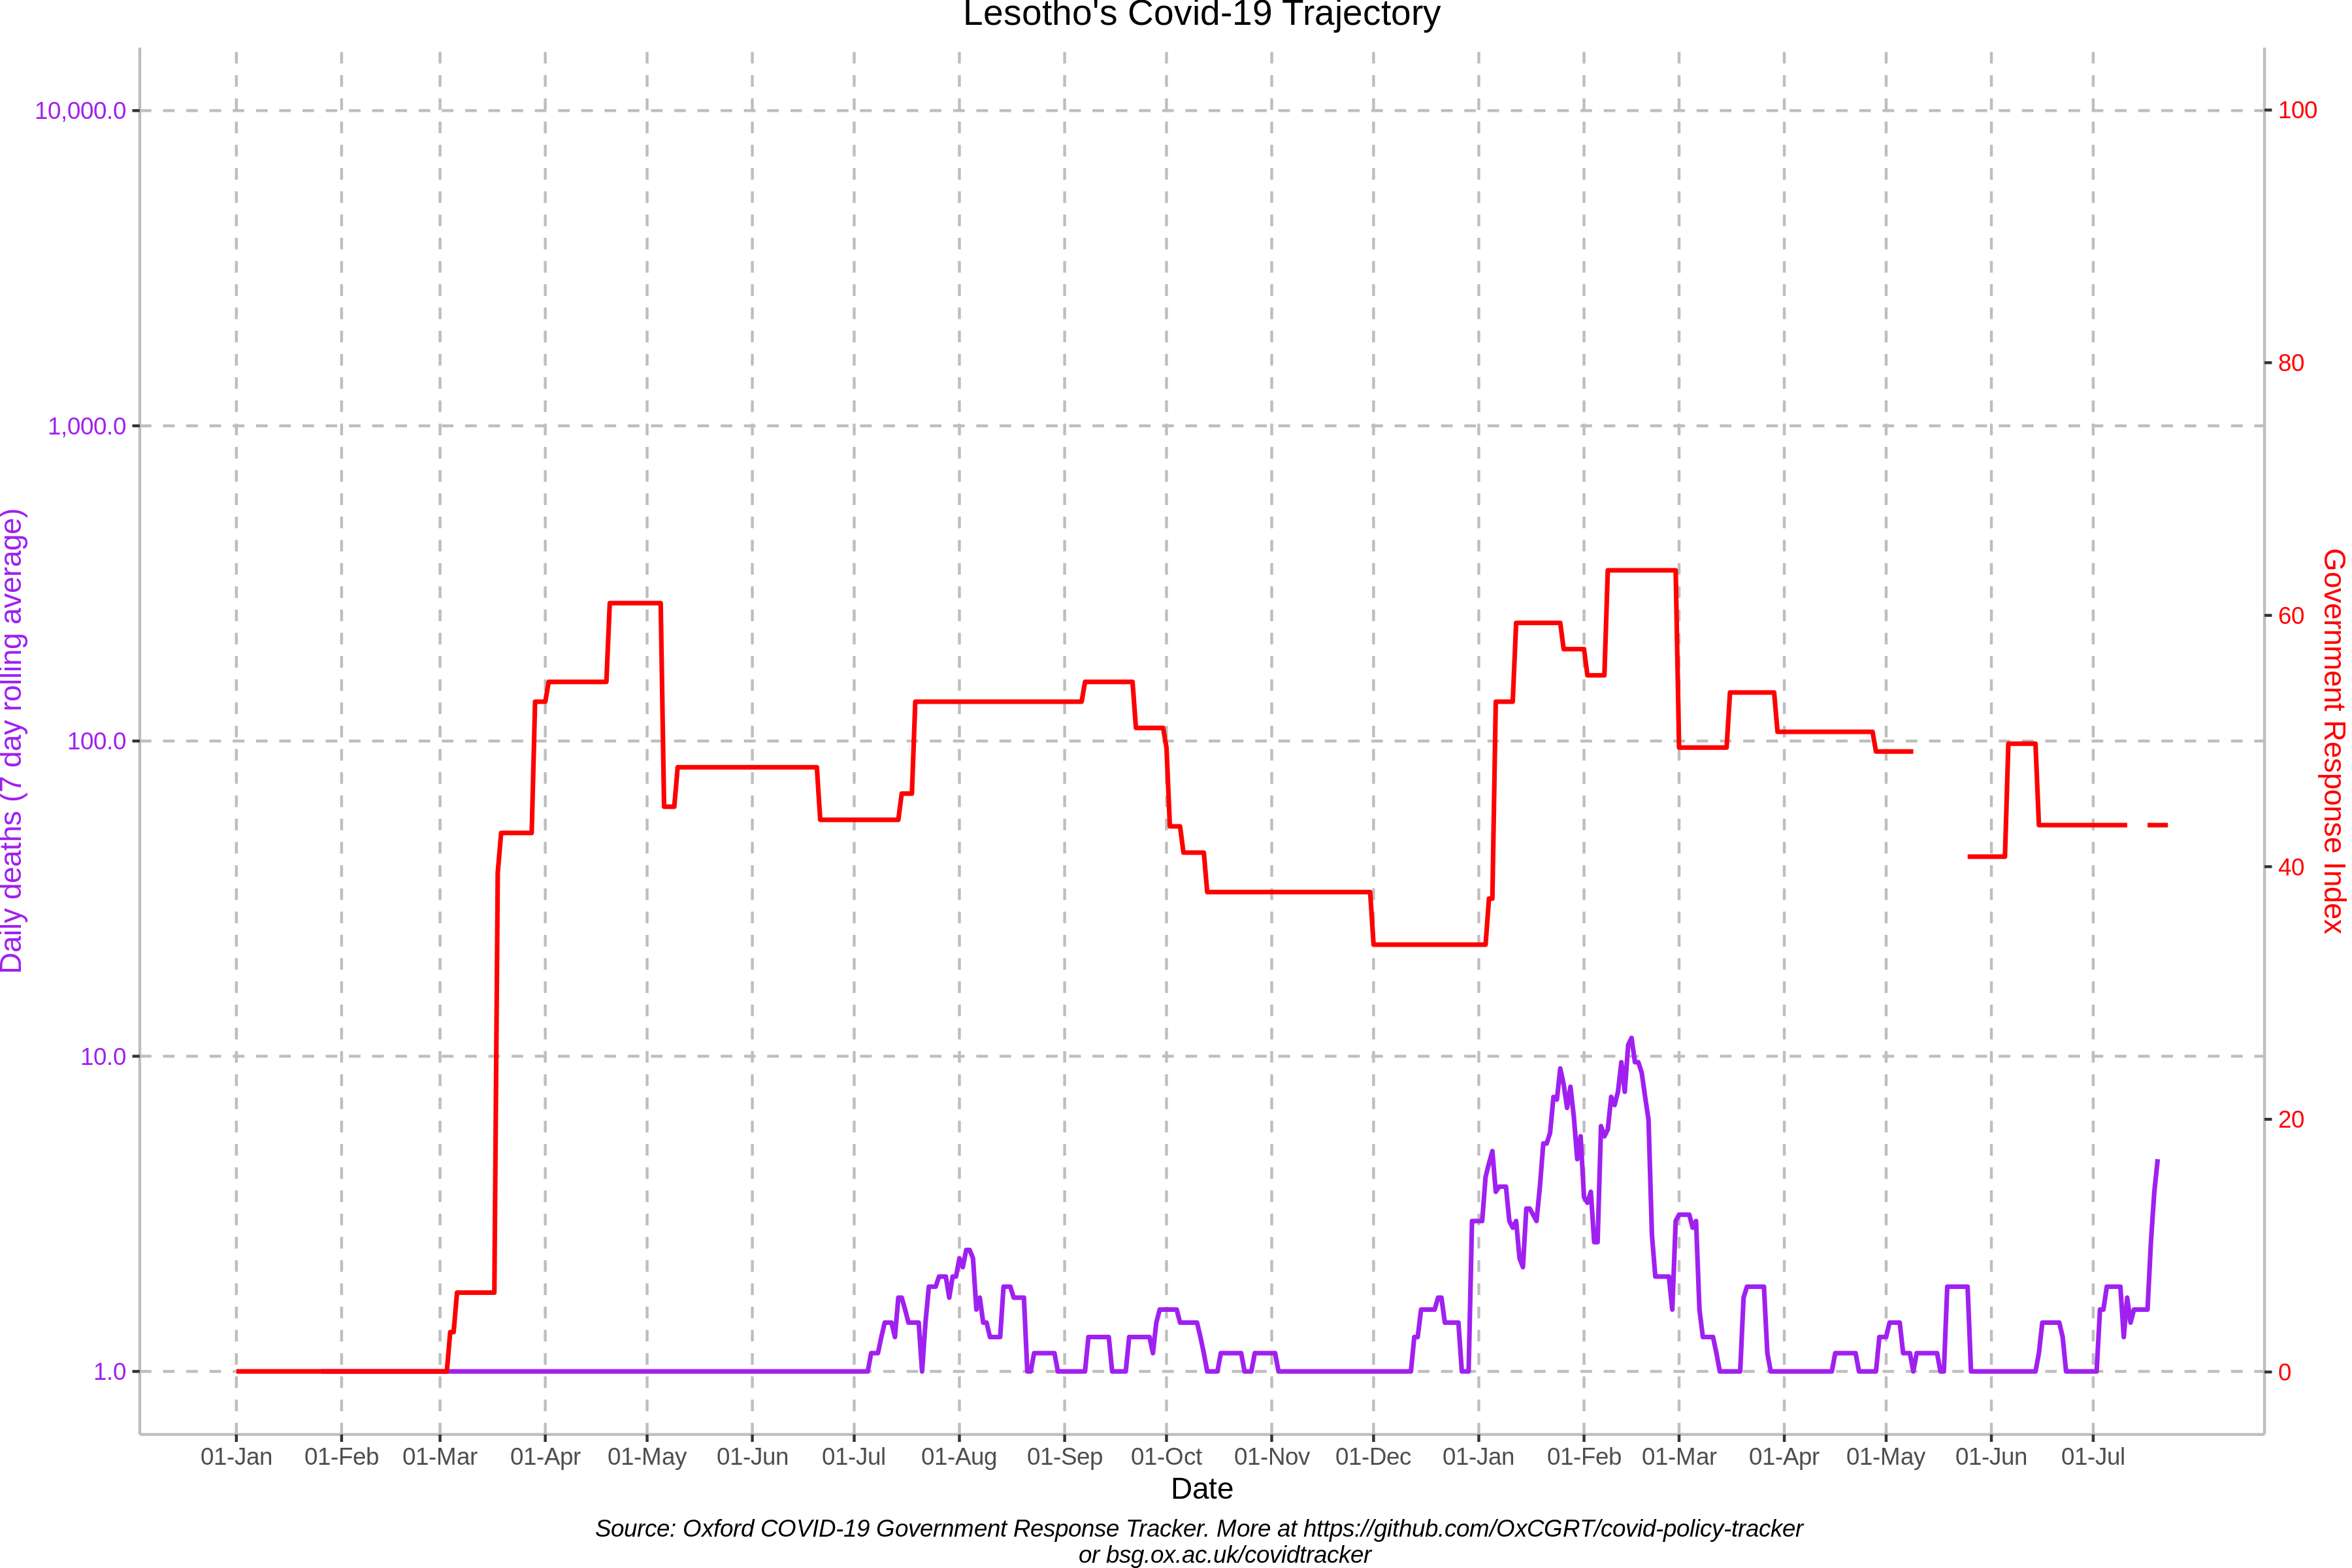 Lesotho's Covid-19 Trajectory
10,000.0
1,000.0
100.0
10.0
1.0
Daily deaths (7 day rolling average)
100
80
60
40
20
0
Government Response Index
01-Jan 01-Feb 01-Mar 01-Apr 01-May 01-Jun 01-Jul 01-Aug 01-Sep 01-Oct 01-Nov 01-Dec 01-Jan 01-Feb 01-Mar 01-Apr 01-May 01-Jun 01-Jul
Date
Source: Oxford COVID-19 Government Response Tracker. More at https://github.com/OxCGRT/covid-policy-tracker
or bsg.ox.ac.uk/covidtracker